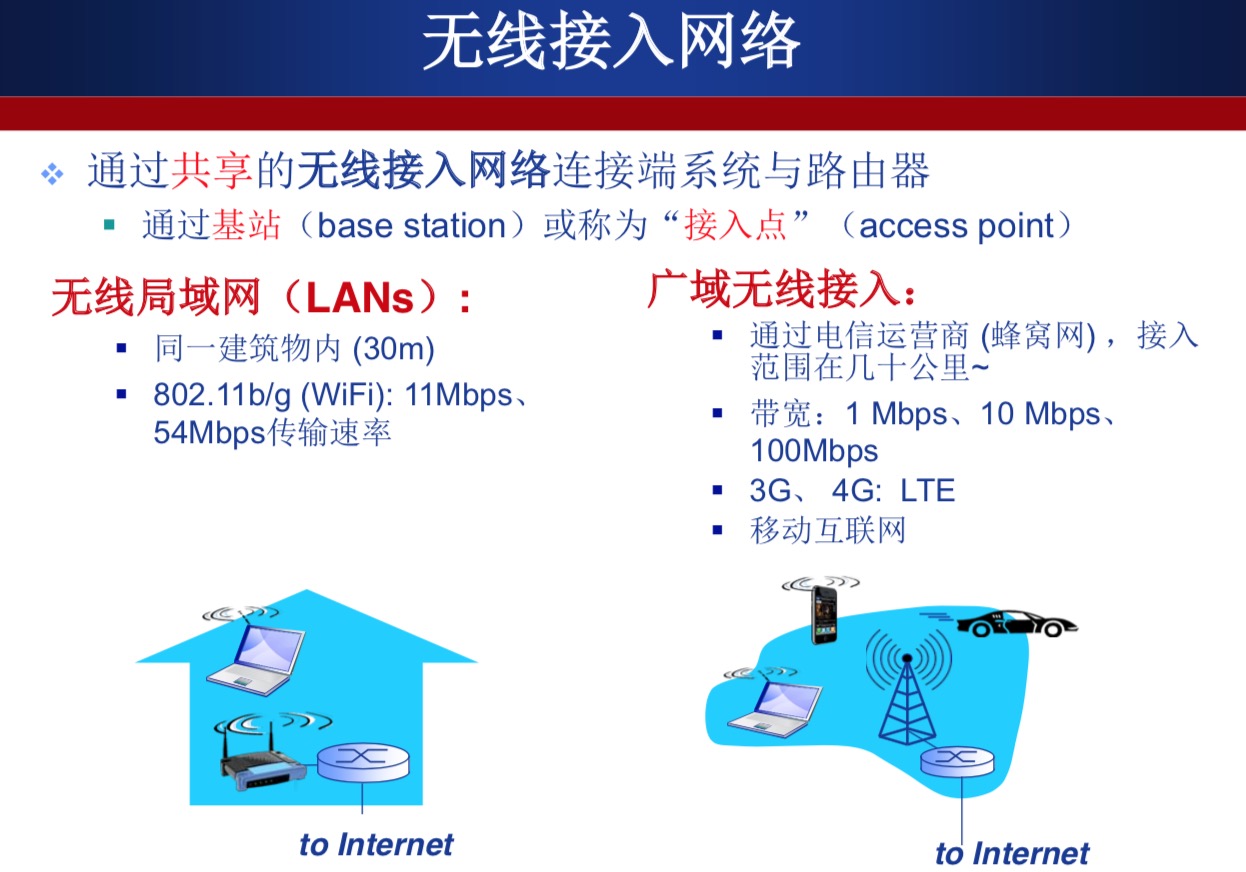 无线接入网络
通过共享的无线接入网络连接端系统与路由器
通过基站（base station）或称为“接入点”（access point）
无线局域网（LANs）:
同一建筑物内 (30m)
802.11b/g (WiFi): 11Mbps、
54Mbps传输速率
广域无线接入：
通过电信运营商 (蜂窝网) ，接入
范围在几十公里~
带宽：1 Mbps、10 Mbps、
100Mbps
3G、 4G: LTE
移动互联网
to Internet
to Internet